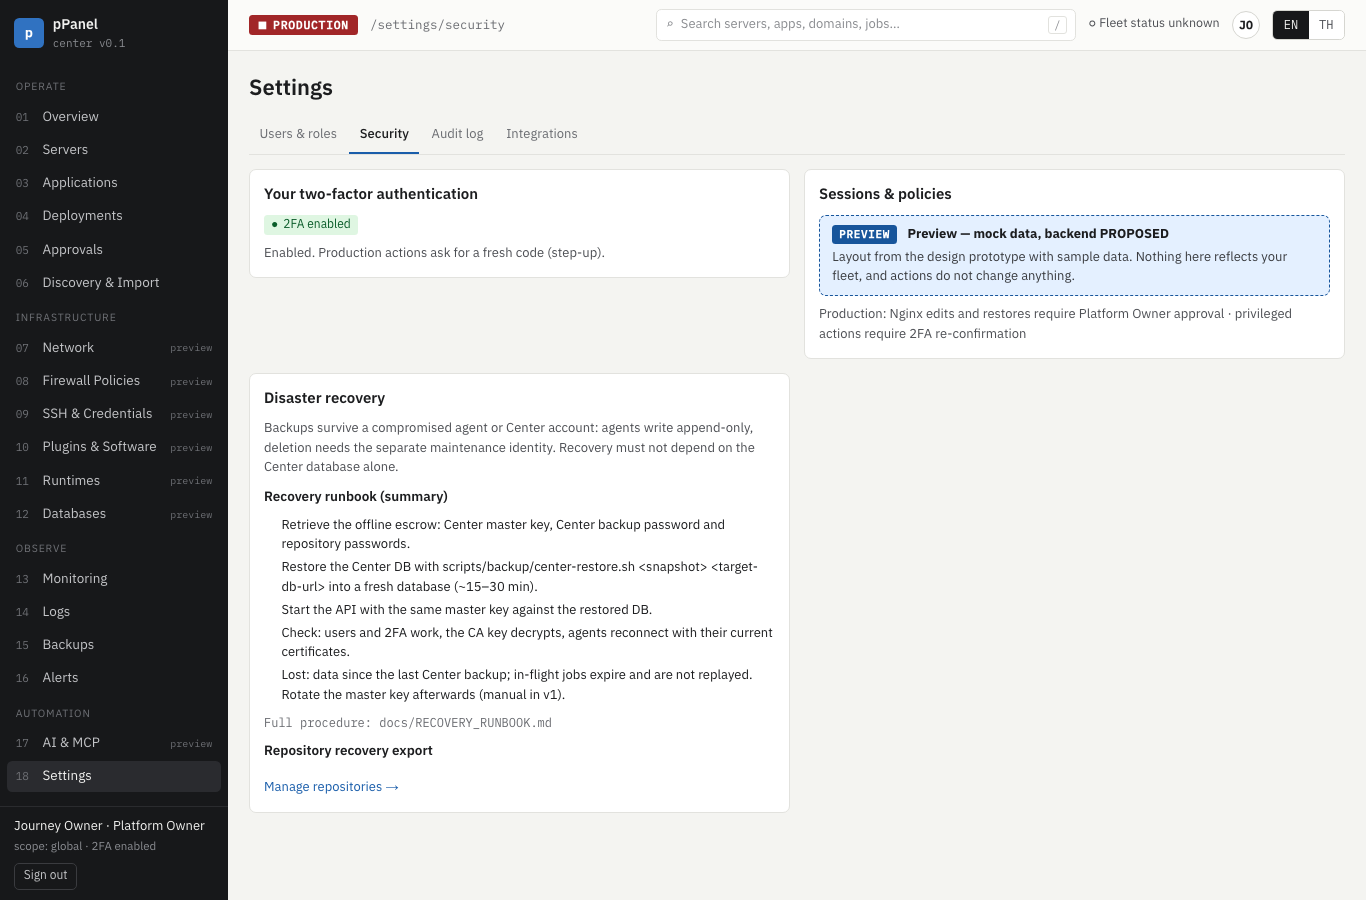 p
pPanel
center v0.1
OPERATE
01 Overview
02 Servers
03 Applications
04 Deployments
05 Approvals
06 Discovery & Import
INFRASTRUCTURE
07 Network preview
08 Firewall Policies preview
09 SSH & Credentials preview
10 Plugins & Software preview
11 Runtimes preview
12 Databases preview
OBSERVE
13 Monitoring
14 Logs
15 Backups
16 Alerts
AUTOMATION
17 AI & MCP preview
18 Settings
Journey Owner · Platform Owner
scope: global · 2FA enabled
Sign out
PRODUCTION /settings/security
Search servers, apps, domains, jobs... /
Fleet status unknown
JO
EN TH
Settings
Users & roles Security Audit log Integrations
Your two-factor authentication
2FA enabled
Enabled. Production actions ask for a fresh code (step-up).
Sessions & policies
PREVIEW Preview — mock data, backend PROPOSED
Layout from the design prototype with sample data. Nothing here reflects your
fleet, and actions do not change anything.
Production: Nginx edits and restores require Platform Owner approval · privileged
actions require 2FA re-confirmation
Disaster recovery
Backups survive a compromised agent or Center account: agents write append-only,
deletion needs the separate maintenance identity. Recovery must not depend on the
Center database alone.
Recovery runbook (summary)
Retrieve the offline escrow: Center master key, Center backup password and
repository passwords.
Restore the Center DB with scripts/backup/center-restore.sh <snapshot> <target-
db-url> into a fresh database (~15–30 min).
Start the API with the same master key against the restored DB.
Check: users and 2FA work, the CA key decrypts, agents reconnect with their current
certificates.
Lost: data since the last Center backup; in-flight jobs expire and are not replayed.
Rotate the master key afterwards (manual in v1).
Full procedure: docs/RECOVERY_RUNBOOK.md
Repository recovery export
Manage repositories →